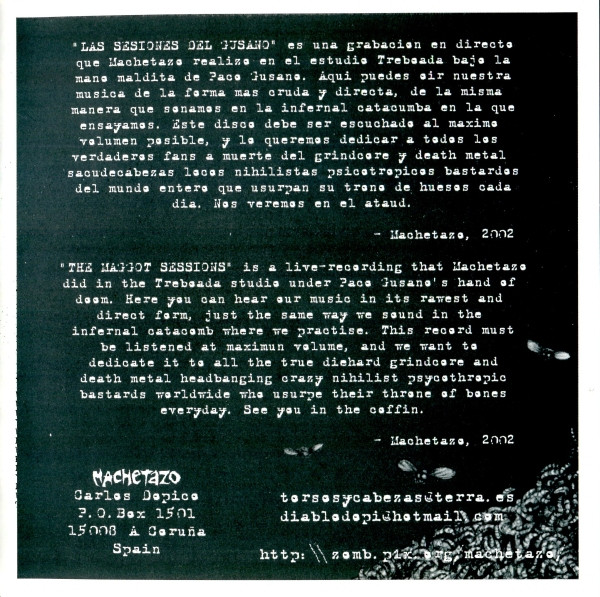 "LAS SESIONES DEL GUSANO" es una grabacion en directo
que Machetazo realizo en el estudio Treboada bajo la
mano maldita de Paco Gusano. Aqui puedes oir nuestra
musica de la forma mas cruda y directa, de la misma
manera que sonamos en la infernal catacumba en la que
ensayamos. Este disco debe ser escuchado al maximo
volumen posible, y lo queremos dedicar a todos los
verdaderos fans a muerte del grindcore y death metal
sacudecabezas locos nihilistas psicotropicos bastardos
del mundo entero que usurpan su trono de huesos cada
dia. Nos veremos en el ataud.
- Machetazo, 2002
"THE MAGGOT SESSIONS" is a live-recording that Machetazo
did in the Treboada studio under Paco Gusano's hand of
doom. Here you can hear our music in its rawest and
direct form, just the same way we sound in the
infernal catacomb where we practise. This record must
be listened at maximun volume, and we want to
dedicate it to all the true diehard grindcore and
death metal headbanging crazy nihilist psycothropic
bastards worldwide who usurpe their throne of bones
everyday. See you in the coffin.
- Machetazo, 2002
MACHETAZO
Carlos Dopico
P.O.Box 1501
15008 A Coruña
Spain
torsosycabezas@terra.es
diablodopi@hotmail.com
http:\\zomb.pix.org/machetazo/